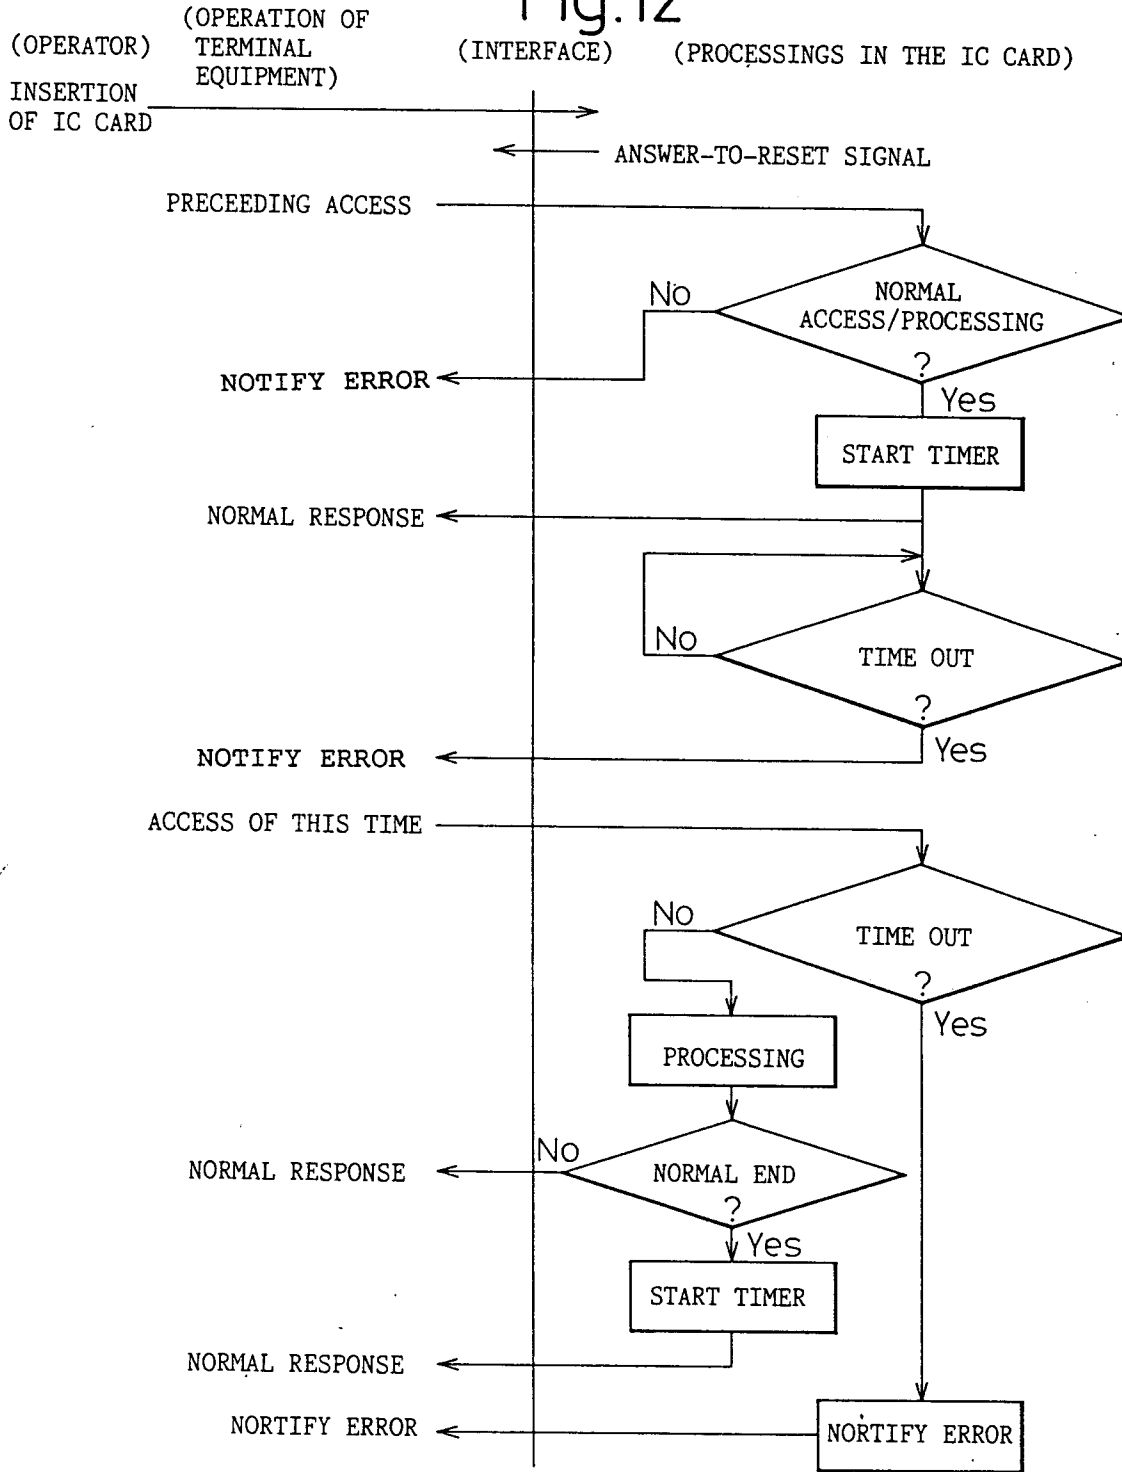 Fig.12
(OPERATOR)
(OPERATION OF
TERMINAL
EQUIPMENT)
(INTERFACE)
(PROCESSINGS IN THE IC CARD)
INSERTION
OF IC CARD
ANSWER-TO-RESET SIGNAL
PRECEEDING ACCESS
NORMAL
ACCESS/PROCESSING
?
No
Yes
NOTIFY ERROR
START TIMER
NORMAL RESPONSE
No
TIME OUT
?
Yes
NOTIFY ERROR
ACCESS OF THIS TIME
No
TIME OUT
?
Yes
PROCESSING
No
NORMAL RESPONSE
NORMAL END
?
Yes
START TIMER
NORMAL RESPONSE
NORTIFY ERROR
NORTIFY ERROR